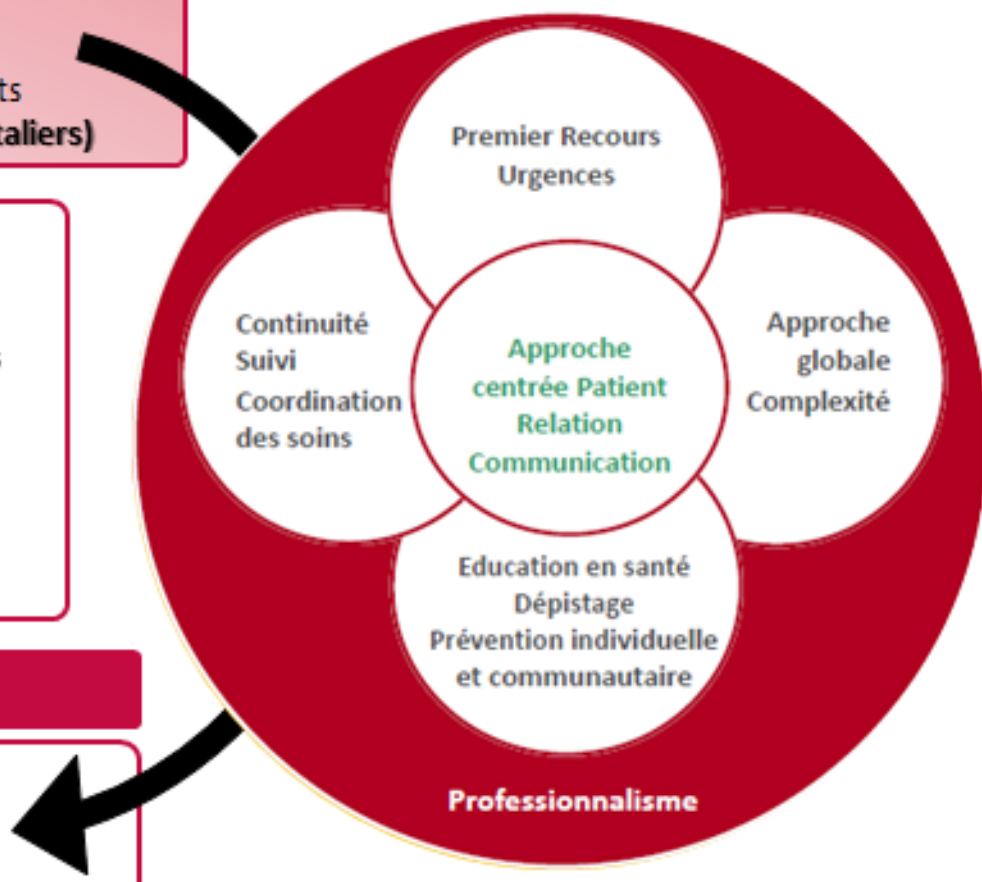 ts
taliers)
Premier Recours
Urgences
Continuité
Suivi
Coordination
des soins
Approche
centrée Patient
Relation
Communication
Approche
globale
Complexité
Education en santé
Dépistage
Prévention individuelle
et communautaire
Professionnalisme